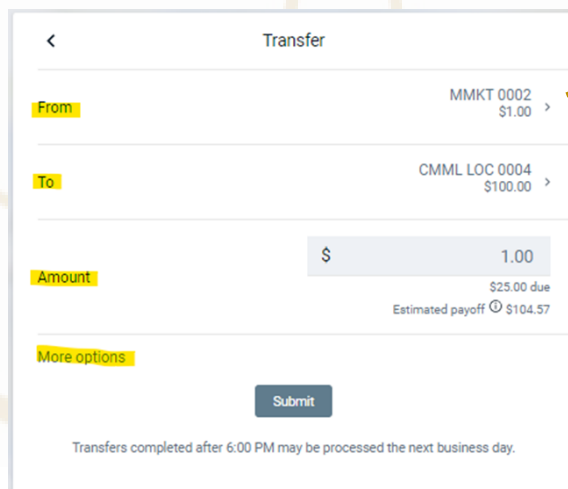 Transfer
From
MMKT 0002
$1.00
To
CMML LOC 0004
$100.00
Amount
$ 1.00
$25.00 due
Estimated payoff $104.57
More options
Submit
Transfers completed after 6:00 PM may be processed the next business day.